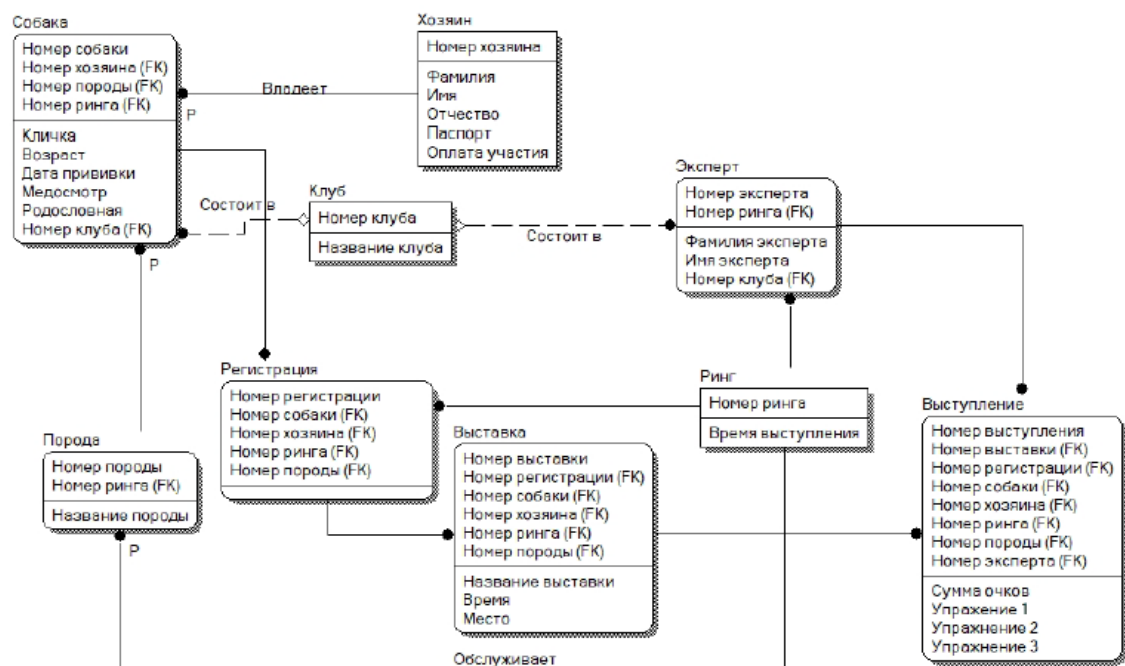 Собака
Номер собаки
Номер хозяина (FK)
Номер породы (FK)
Номер ринга (FK)
Кличка
Возраст
Дата прививки
Медосмотр
Родословная
Номер клуба (FK)
Хозяин
Номер хозяина
Фамилия
Имя
Отчество
Паспорт
Оплата участия
Владеет
P
Состоит в
Клуб
Номер клуба
Название клуба
Состоит в
Эксперт
Номер эксперта
Номер ринга (FK)
Фамилия эксперта
Имя эксперта
Номер клуба (FK)
P
Регистрация
Номер регистрации
Номер собаки (FK)
Номер хозяина (FK)
Номер ринга (FK)
Номер породы (FK)
Ринг
Номер ринга
Время выступления
Порода
Номер породы
Номер ринга (FK)
Название породы
P
Выставка
Номер выставки
Номер регистрации (FK)
Номер собаки (FK)
Номер хозяина (FK)
Номер ринга (FK)
Номер породы (FK)
Название выставки
Время
Место
Выступление
Номер выступления
Номер выставки (FK)
Номер регистрации (FK)
Номер собаки (FK)
Номер хозяина (FK)
Номер ринга (FK)
Номер породы (FK)
Номер эксперта (FK)
Сумма очков
Упражение 1
Упражнение 2
Упражнение 3
Обслуживает